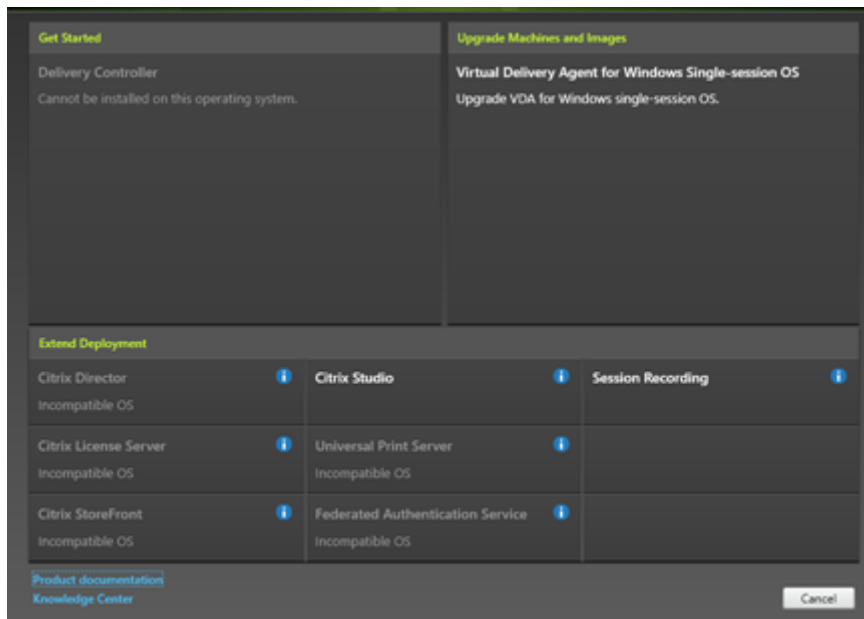 Get Started
Delivery Controller
Cannot be installed on this operating system.
Upgrade Machines and Images
Virtual Delivery Agent for Windows Single-session OS
Upgrade VDA for Windows single-session OS.
Extend Deployment
Citrix Director
Incompatible OS
Citrix Studio
Session Recording
Citrix License Server
Incompatible OS
Universal Print Server
Incompatible OS
Citrix StoreFront
Incompatible OS
Federated Authentication Service
Incompatible OS
Product documentation
Knowledge Center
Cancel